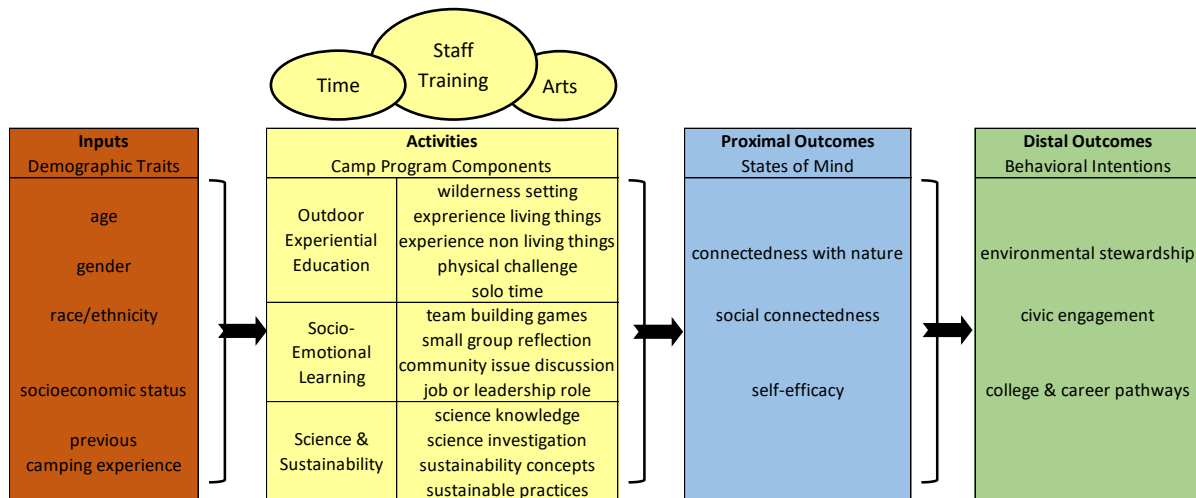 Staff
Training
Time
Arts
Inputs
Demographic Traits
age
gender
race/ethnicity
socioeconomic status
previous
camping experience
Activities
Camp Program Components
Outdoor
Experiential
Education
wilderness setting
exprerience living things
experience non living things
physical challenge
solo time
Socio-
Emotional
Learning
team building games
small group reflection
community issue discussion
job or leadership role
Science &
Sustainability
science knowledge
science investigation
sustainability concepts
sustainable practices
Proximal Outcomes
States of Mind
connectedness with nature
social connectedness
self-efficacy
Distal Outcomes
Behavioral Intentions
environmental stewardship
civic engagement
college & career pathways